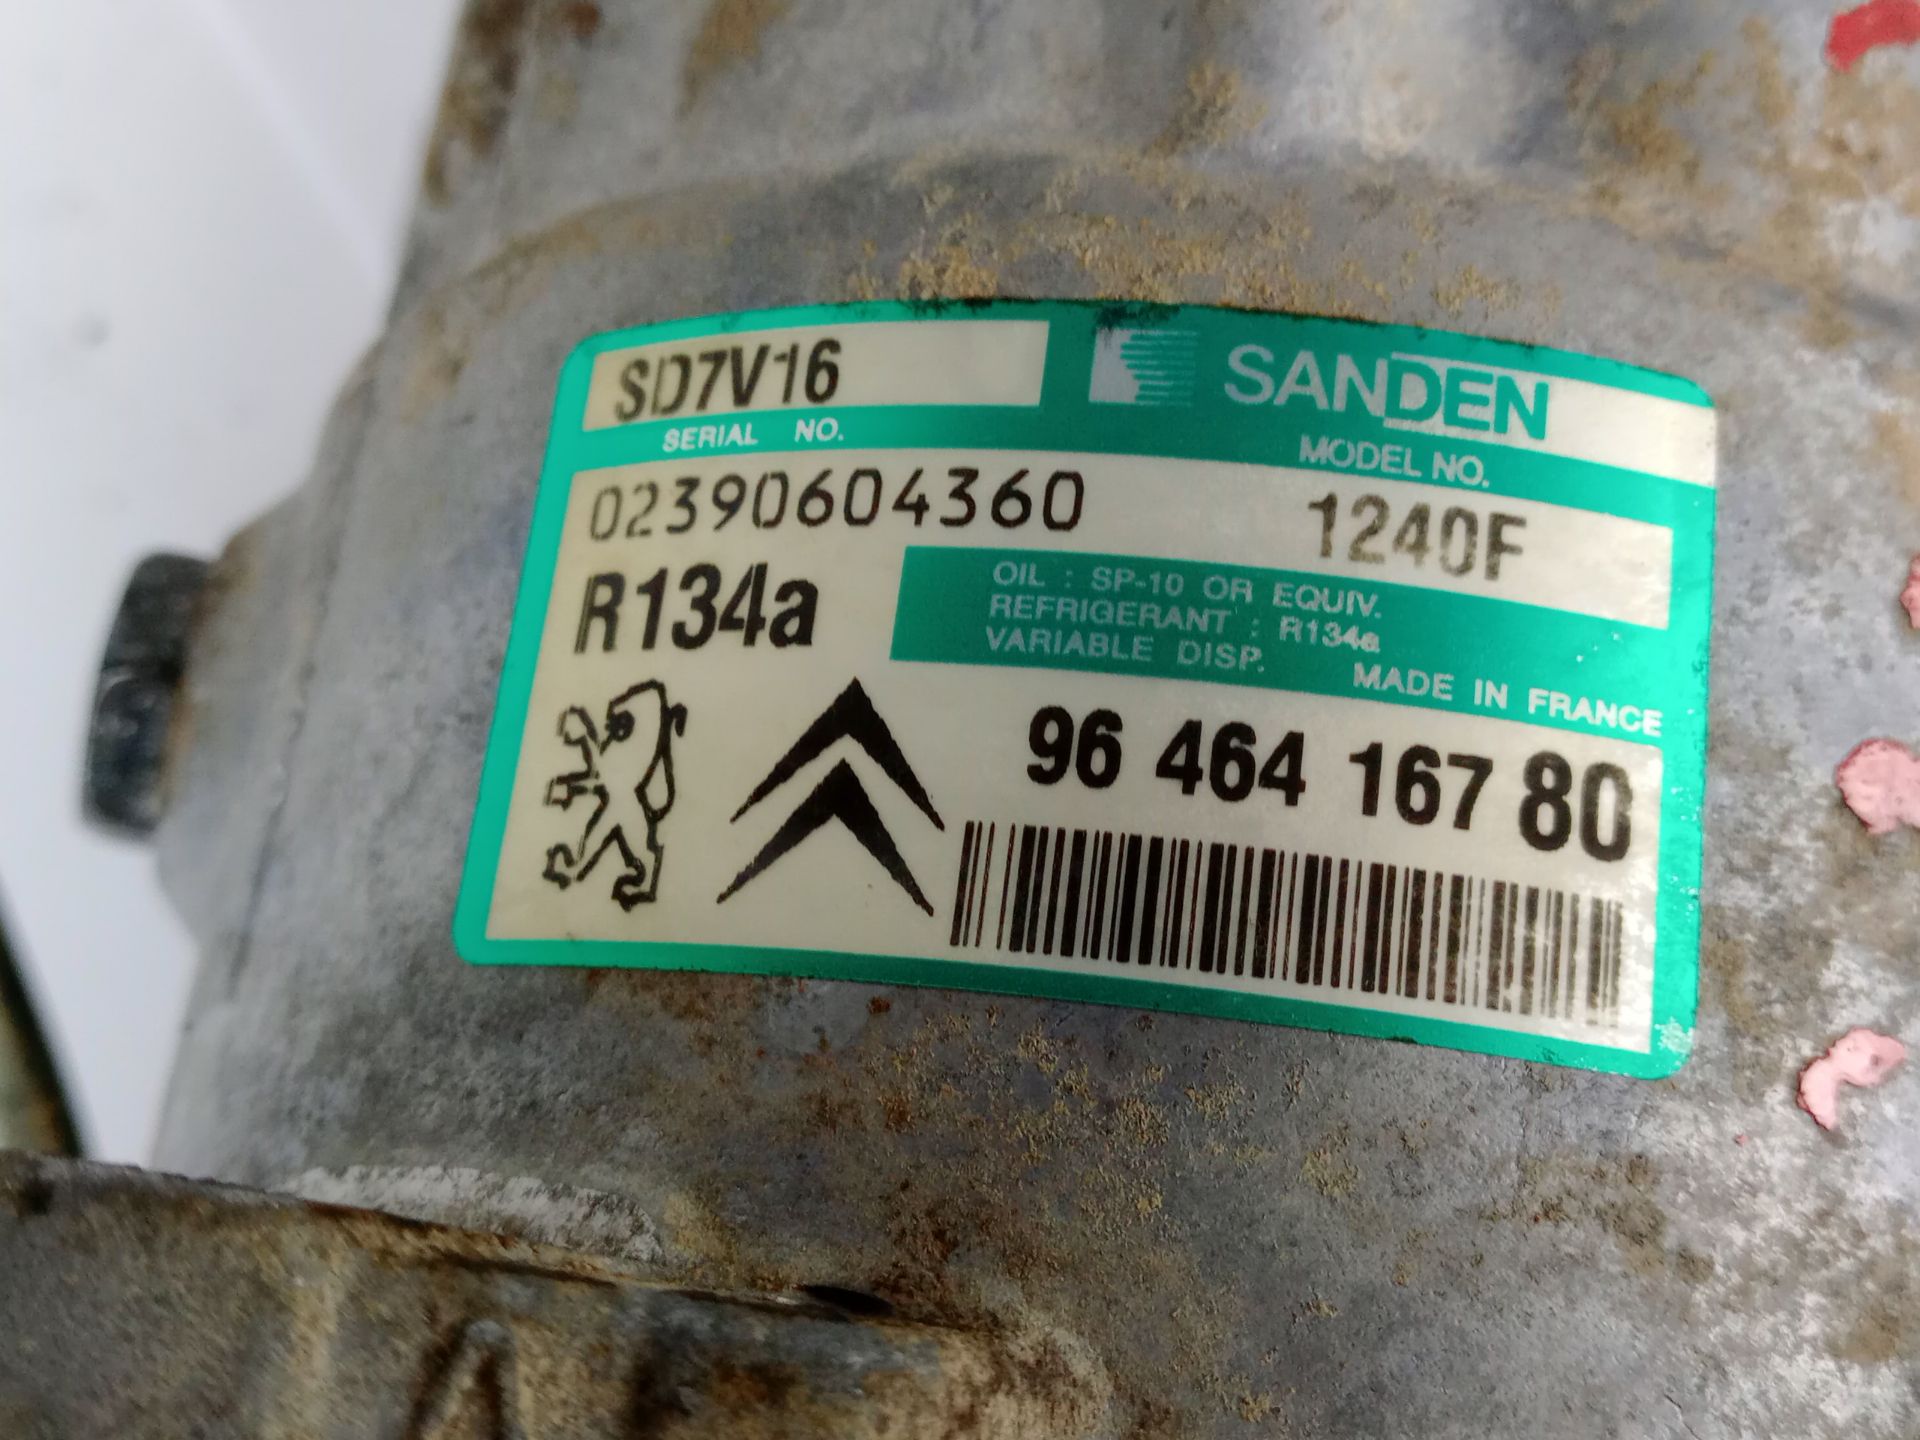 SD7V16
SANDEN
SERIAL NO.
MODEL NO.
02390604360
1240F
R134a
OIL : SP-10 OR EQUIV.
REFRIGERANT : R134a
VARIABLE DISP.
MADE IN FRANCE
96 464 167 80